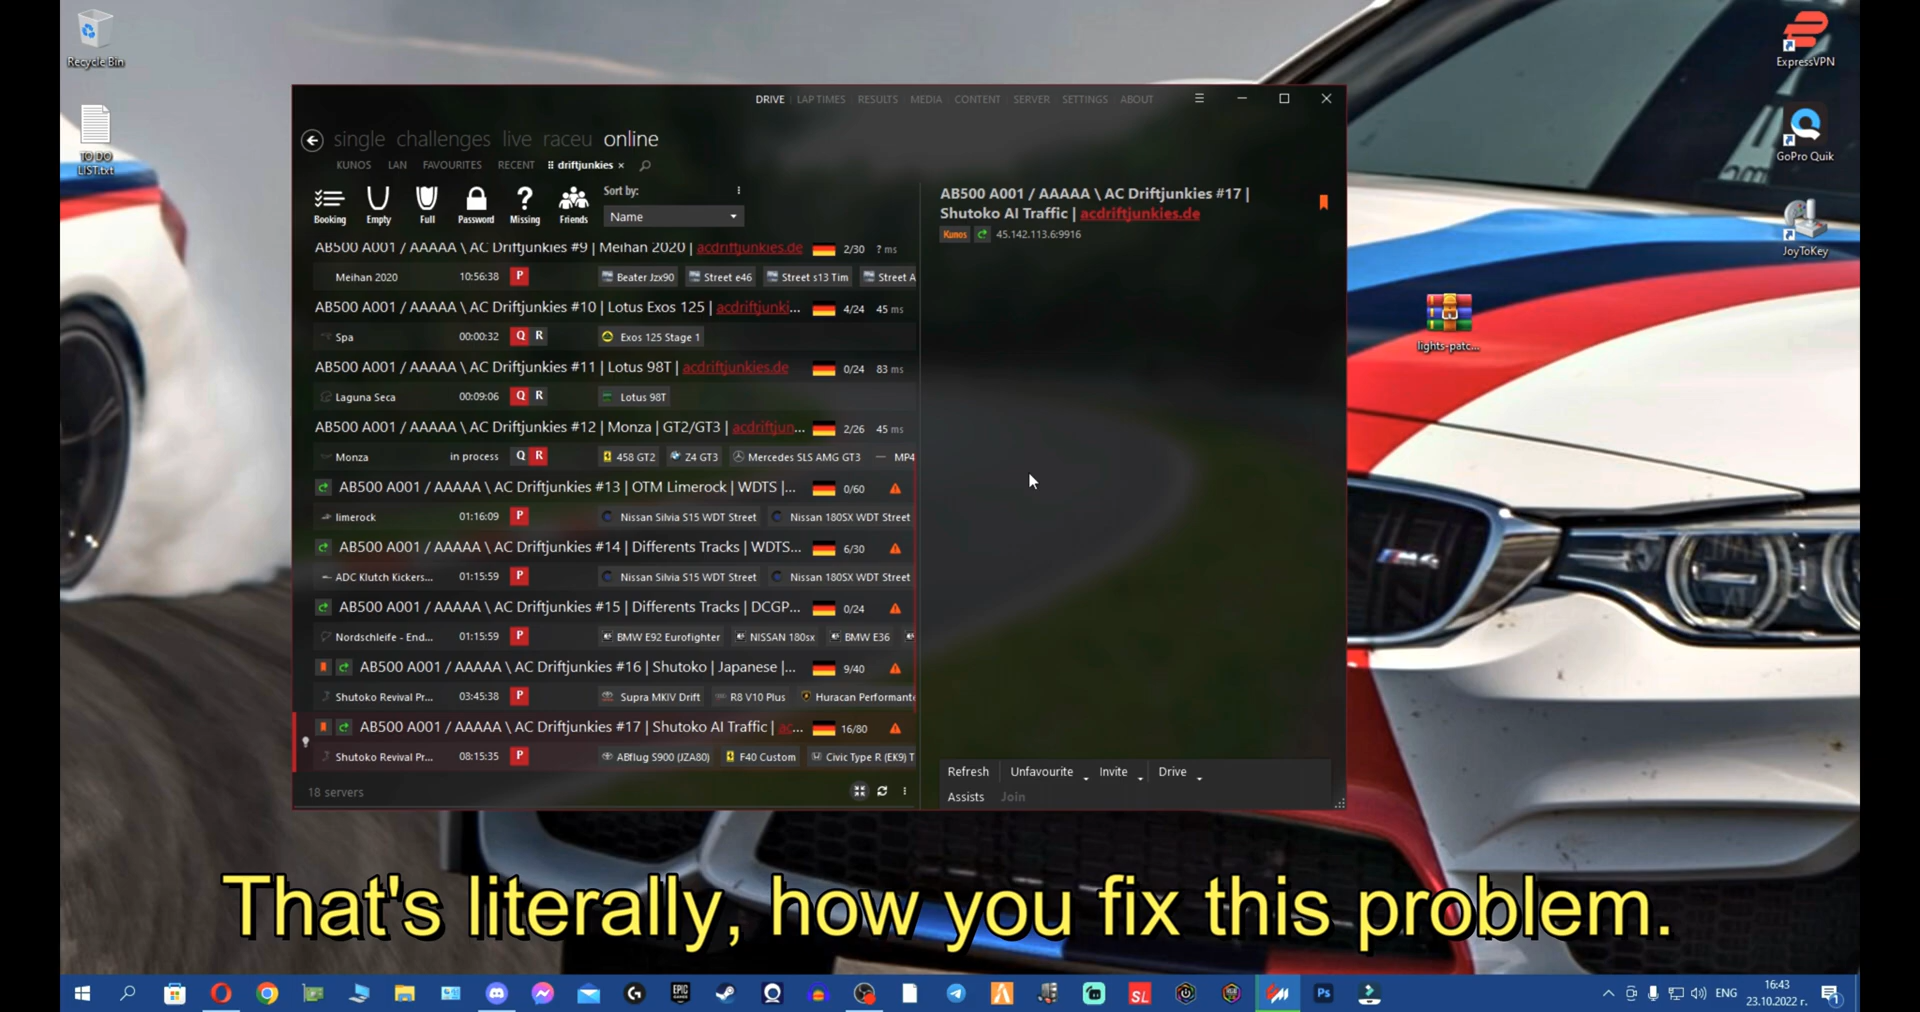 Recycle Bin
TO DO
LIST.txt
ExpressVPN
GoPro Quik
JoyToKey
lights-patc...
DRIVE LAP TIMES RESULTS MEDIA CONTENT SERVER SETTINGS ABOUT
single challenges live raceu online
KUNOS LAN FAVOURITES RECENT driftjunkies ×
Booking Empty Full Password Missing Friends
Sort by:
Name
AB500 A001 / AAAAA \ AC Driftjunkies #9 | Meihan 2020 | acdriftjunkies.de 2/30 ? ms
Meihan 2020 10:56:38 P Beater Jzx90 Street e46 Street s13 Tim Street A
AB500 A001 / AAAAA \ AC Driftjunkies #10 | Lotus Exos 125 | acdriftjunki... 4/24 45 ms
Spa 00:00:32 Q R Exos 125 Stage 1
AB500 A001 / AAAAA \ AC Driftjunkies #11 | Lotus 98T | acdriftjunkies.de 0/24 83 ms
Laguna Seca 00:09:06 Q R Lotus 98T
AB500 A001 / AAAAA \ AC Driftjunkies #12 | Monza | GT2/GT3 | acdriftjun... 2/26 45 ms
Monza in process Q R 458 GT2 Z4 GT3 Mercedes SLS AMG GT3 MP4
AB500 A001 / AAAAA \ AC Driftjunkies #13 | OTM Limerock | WDTS |... 0/60
limerock 01:16:09 P Nissan Silvia S15 WDT Street Nissan 180SX WDT Street
AB500 A001 / AAAAA \ AC Driftjunkies #14 | Differents Tracks | WDTS... 6/30
ADC Klutch Kickers... 01:15:59 P Nissan Silvia S15 WDT Street Nissan 180SX WDT Street
AB500 A001 / AAAAA \ AC Driftjunkies #15 | Differents Tracks | DCGP... 0/24
Nordschleife - End... 01:15:59 P BMW E92 Eurofighter NISSAN 180sx BMW E36
AB500 A001 / AAAAA \ AC Driftjunkies #16 | Shutoko | Japanese |... 9/40
Shutoko Revival Pr... 03:45:38 P Supra MKIV Drift R8 V10 Plus Huracan Performante
AB500 A001 / AAAAA \ AC Driftjunkies #17 | Shutoko AI Traffic | ac... 16/80
Shutoko Revival Pr... 08:15:35 P ABflug S900 (JZA80) F40 Custom Civic Type R (EK9) T
18 servers
AB500 A001 / AAAAA \ AC Driftjunkies #17 |
Shutoko AI Traffic | acdriftjunkies.de
Kunos 45.142.113.6:9916
Refresh Unfavourite Invite Drive
Assists Join
M4
That's literally, how you fix this problem.
EPIC GAMES
SL
Ps
ENG
16:43
23.10.2022 г.
1